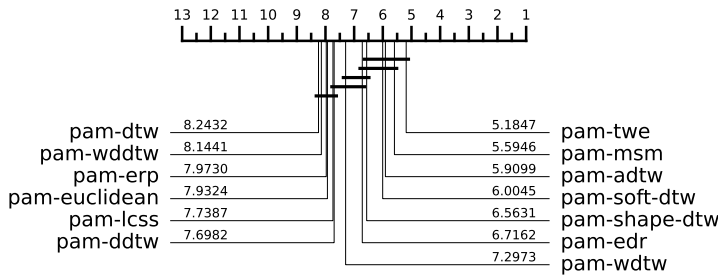 13 12 11 10 9 8 7 6 5 4 3 2 1
pam-dtw 8.2432 5.1847 pam-twe
pam-wddtw 8.1441 5.5946 pam-msm
pam-erp 7.9730 5.9099 pam-adtw
pam-euclidean 7.9324 6.0045 pam-soft-dtw
pam-lcss 7.7387 6.5631 pam-shape-dtw
pam-ddtw 7.6982 6.7162 pam-edr
7.2973 pam-wdtw